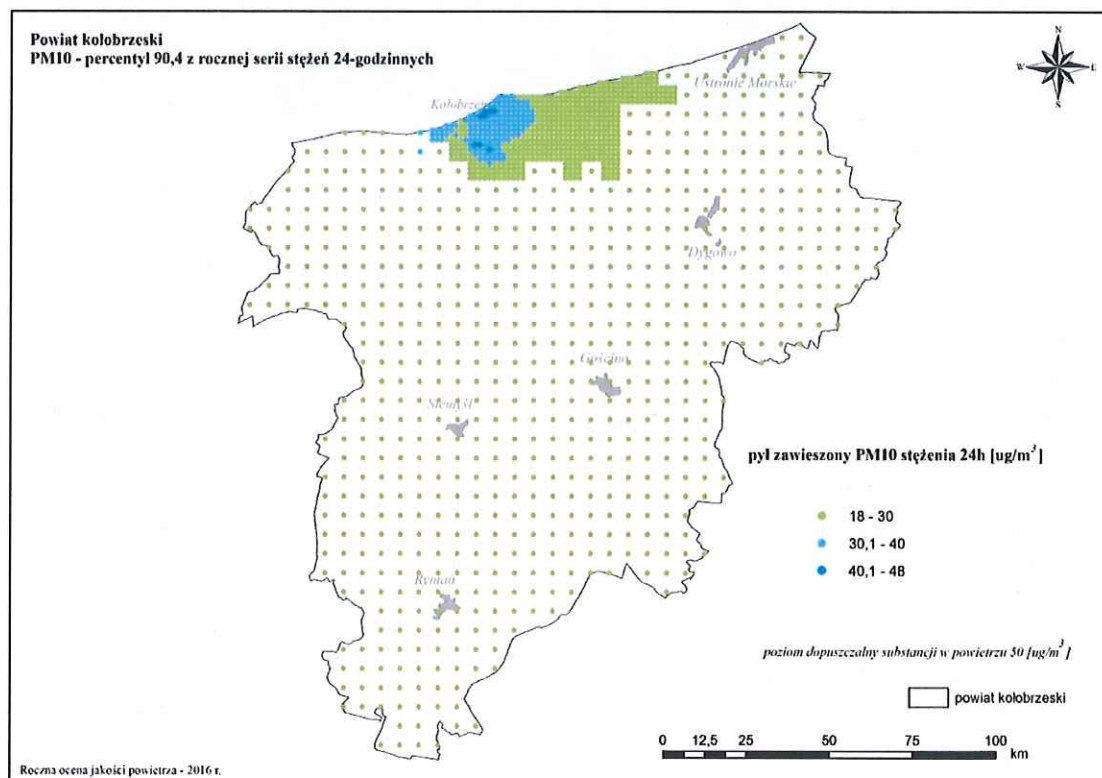 Powiat kołobrzeski
PM10 - percentyl 90,4 z rocznej serii stężeń 24-godzinnych
N
W E
S
Ustronie Morskie
Kołobrzeg
Dygowo
Gościno
Siemyśl
Rymań
pył zawieszony PM10 stężenia 24h [ug/m³]
18 - 30
30,1 - 40
40,1 - 48
poziom dopuszczalny substancji w powietrzu 50 [ug/m³]
powiat kołobrzeski
0 12,5 25 50 75 100
km
Roczna ocena jakości powietrza - 2016 r.